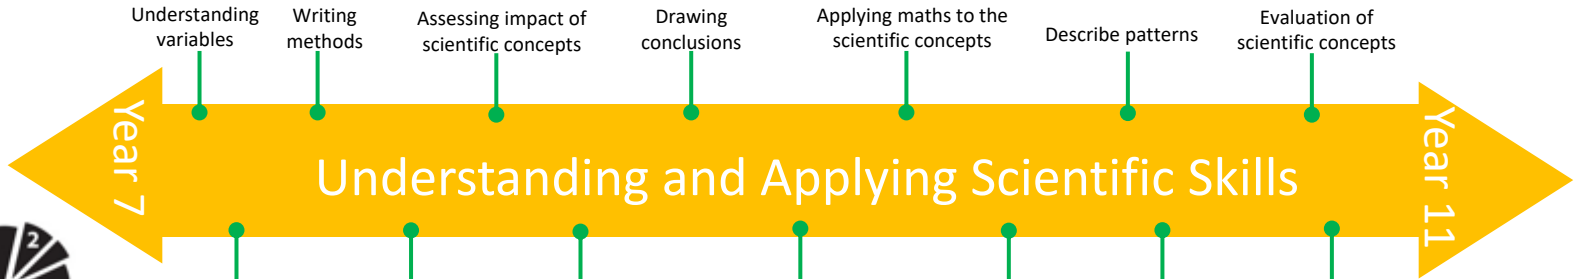 Understanding
variables
Writing
methods
Assessing impact of
scientific concepts
Drawing
conclusions
Applying maths to the
scientific concepts
Describe patterns
Evaluation of
scientific concepts
Year 7
Understanding and Applying Scientific Skills
Year 11
2